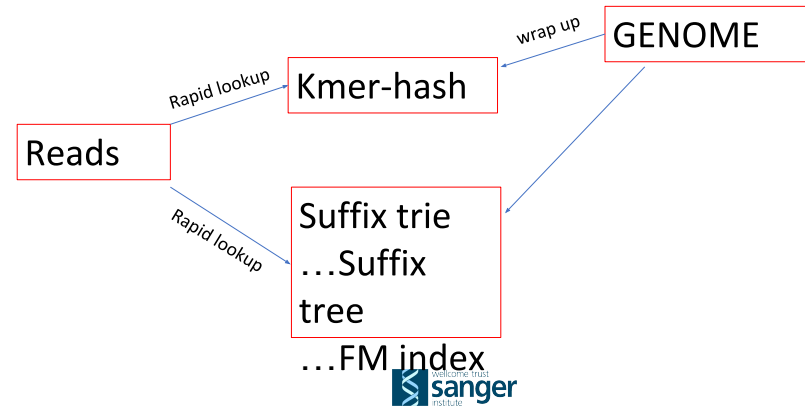 wrap up
GENOME
Rapid lookup
Kmer-hash
Reads
Rapid lookup
Suffix trie
…Suffix
tree
…FM index
wellcome trust
sanger
institute